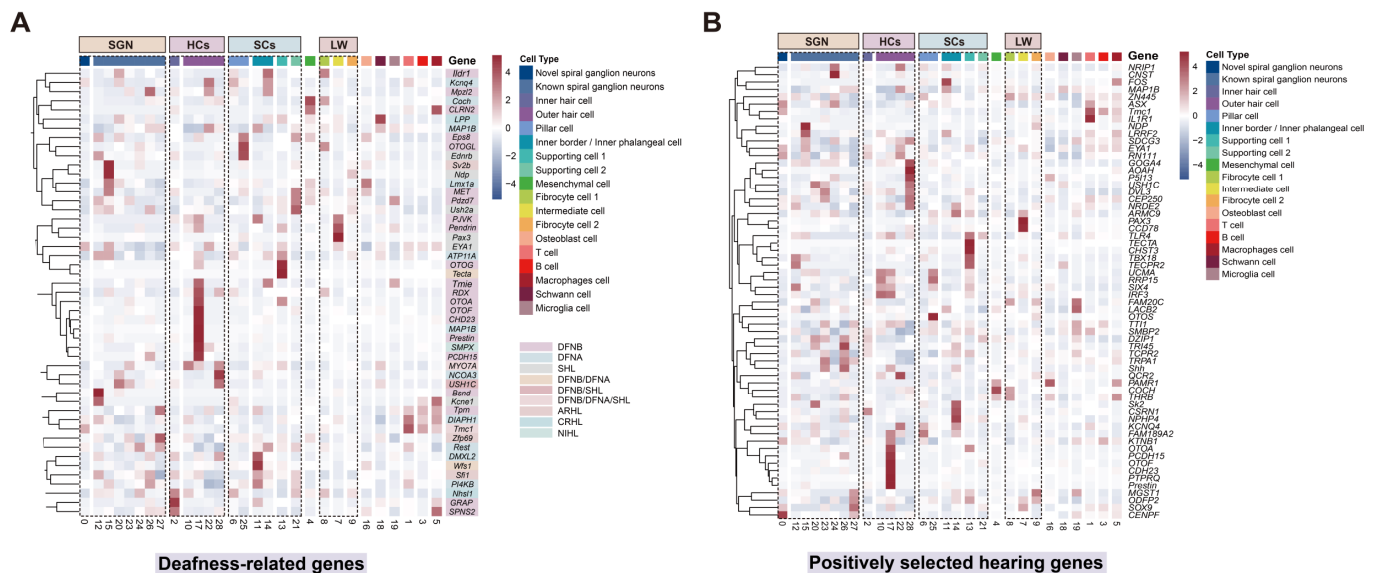 A
SGN HCs SCs LW
Gene
Ildr1
Kcnq4
Mpzl2
Coch
CLRN2
LPP
MAP1B
Eps8
OTOGL
Ednrb
Sv2b
Ndp
Lmx1a
MET
Pdzd7
Ush2a
PJVK
Pendrin
Pax3
EYA1
ATP11A
OTOG
Tecta
Tmie
RDX
OTOA
OTOF
CHD23
MAP1B
Prestin
SMPX
PCDH15
MYO7A
NCOA3
USH1C
Bsnd
Kcne1
Tprn
DIAPH1
Tmc1
Zfp69
Rest
DMXL2
Wfs1
Slfi1
PI4KB
Nhsl1
GRAP
SPNS2
0 12 15 20 23 24 26 27 2 10 17 22 28 6 25 11 14 13 21 4 8 7 9 16 18 19 1 3 5
4
2
0
−2
−4
Cell Type
Novel spiral ganglion neurons
Known spiral ganglion neurons
Inner hair cell
Outer hair cell
Pillar cell
Inner border / Inner phalangeal cell
Supporting cell 1
Supporting cell 2
Mesenchymal cell
Fibrocyte cell 1
Intermediate cell
Fibrocyte cell 2
Osteoblast cell
T cell
B cell
Macrophages cell
Schwann cell
Microglia cell
DFNB
DFNA
SHL
DFNB/DFNA
DFNB/SHL
DFNB/DFNA/SHL
ARHL
CRHL
NIHL
Deafness-related genes
B
SGN HCs SCs LW
Gene
NRIP1
CNST
FOS
MAP1B
ZN445
ASX
Tmc1
IL1R1
NDP
LRRF2
SDCG3
EYA1
RN111
GOGA4
AOAH
P5I13
USH1C
DVL3
CEP250
NRDE2
ARMC9
PAX3
CCD78
TLR4
TECTA
CHST3
TBX18
TECPR2
UCMA
RRP15
SIX4
IRF3
FAM20C
LACB2
OTOS
TTI1
SMBP2
DZIP1
TRI45
TCPR2
TRPA1
Shh
QCR2
PAMR1
COCH
THRB
Sk2
CSRN1
NPHP4
KCNQ4
FAM189A2
KTNB1
OTOA
PCDH15
OTOF
CDH23
PTPRQ
Prestin
MGST1
ODFP2
SOX9
CENPF
0 12 15 20 23 24 26 27 2 10 17 22 28 6 25 11 14 13 21 4 8 7 9 16 18 19 1 3 5
4
2
0
−2
−4
Cell Type
Novel spiral ganglion neurons
Known spiral ganglion neurons
Inner hair cell
Outer hair cell
Pillar cell
Inner border / Inner phalangeal cell
Supporting cell 1
Supporting cell 2
Mesenchymal cell
Fibrocyte cell 1
Intermediate cell
Fibrocyte cell 2
Osteoblast cell
T cell
B cell
Macrophages cell
Schwann cell
Microglia cell
Positively selected hearing genes